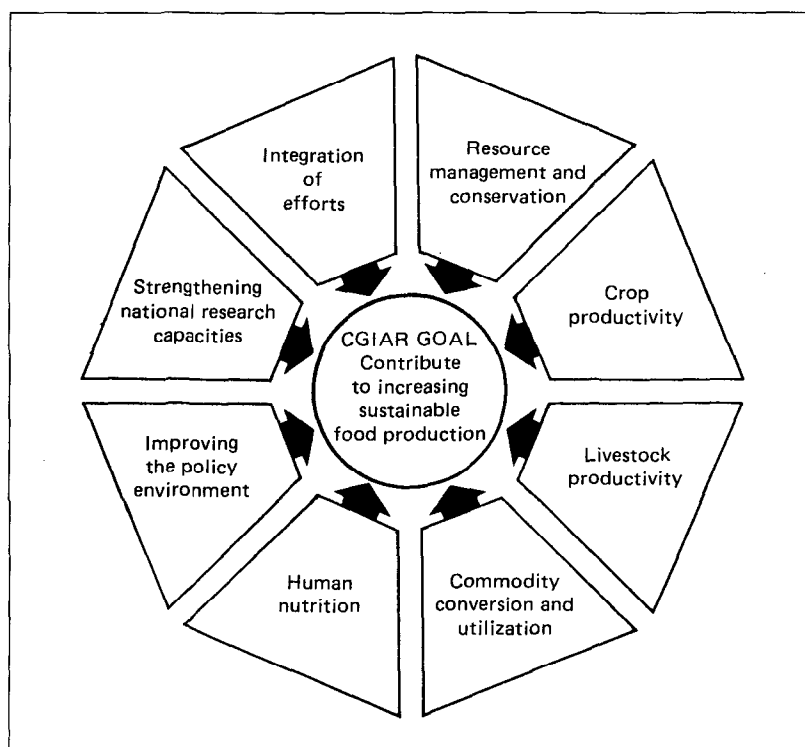 Integration
of
efforts
Resource
management and
conservation
Crop
productivity
Livestock
productivity
Commodity
conversion and
utilization
Human
nutrition
Improving
the policy
environment
Strengthening
national research
capacities
CGIAR GOAL
Contribute
to increasing
sustainable
food production